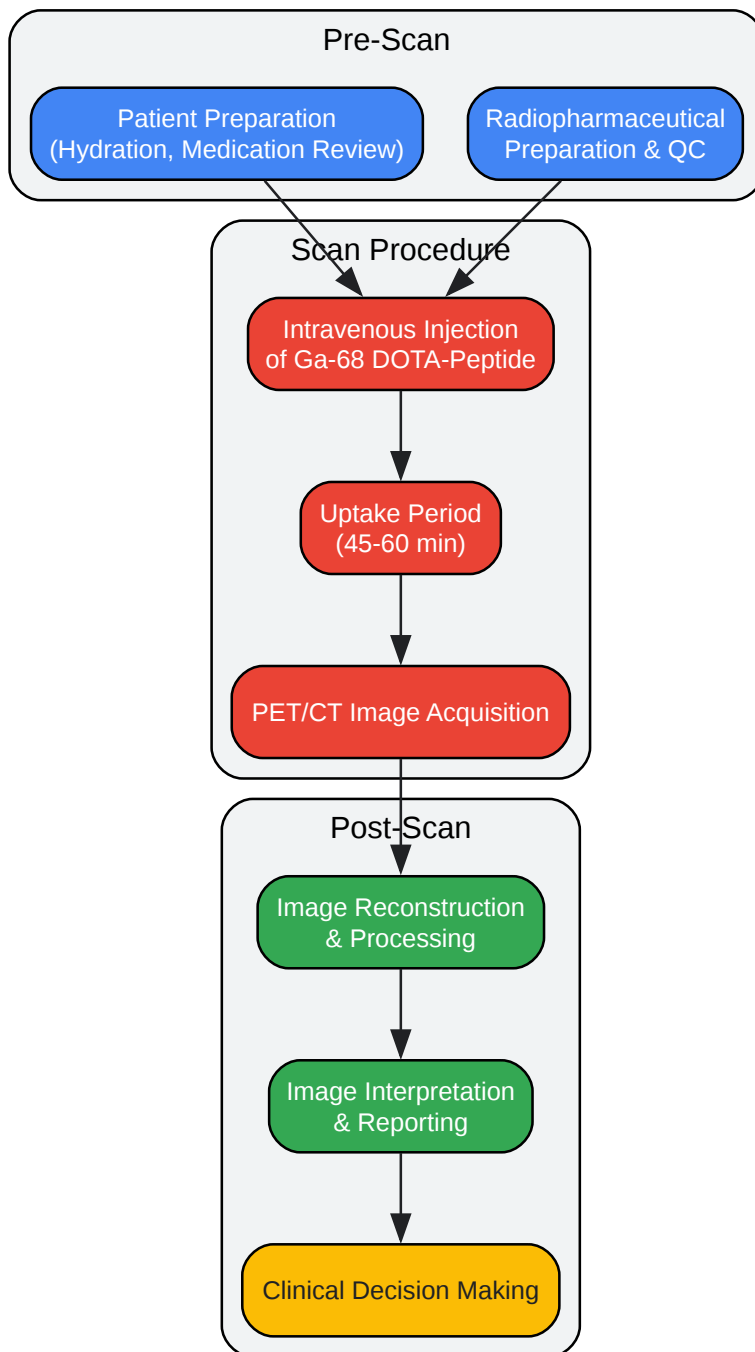 Pre-Scan
Patient Preparation
(Hydration, Medication Review)
Radiopharmaceutical
Preparation & QC
Scan Procedure
Intravenous Injection
of Ga-68 DOTA-Peptide
Uptake Period
(45-60 min)
PET/CT Image Acquisition
Post-Scan
Image Reconstruction
& Processing
Image Interpretation
& Reporting
Clinical Decision Making